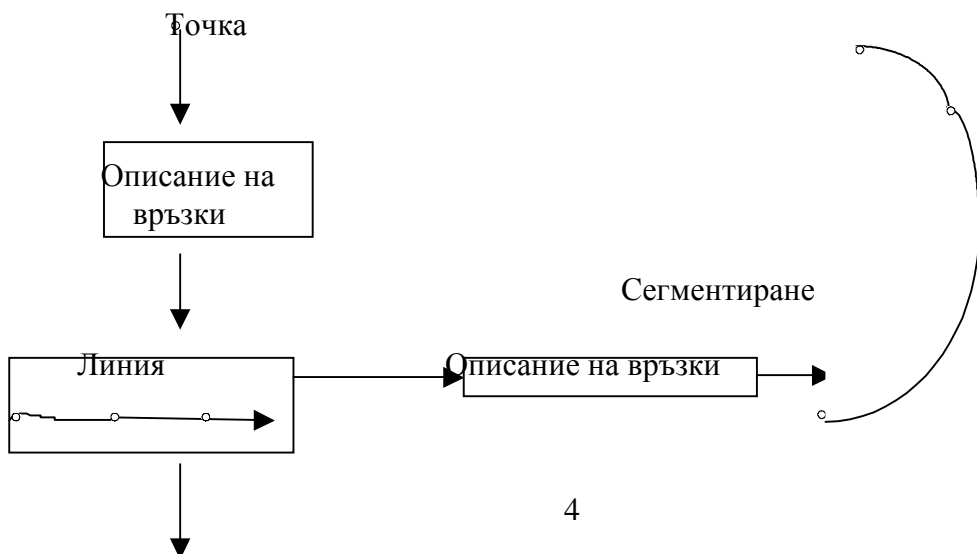 Точка
Описание на
връзки
Сегментиране
Линия
Описание на връзки
4